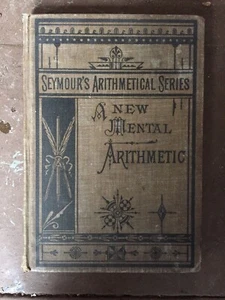 SEYMOUR'S ARITHMETICAL SERIES
A NEW
MENTAL
ARITHMETIC